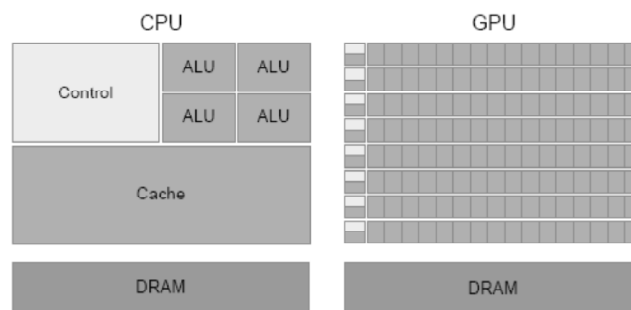 CPU
GPU
Control
ALU
ALU
ALU
ALU
Cache
DRAM
DRAM